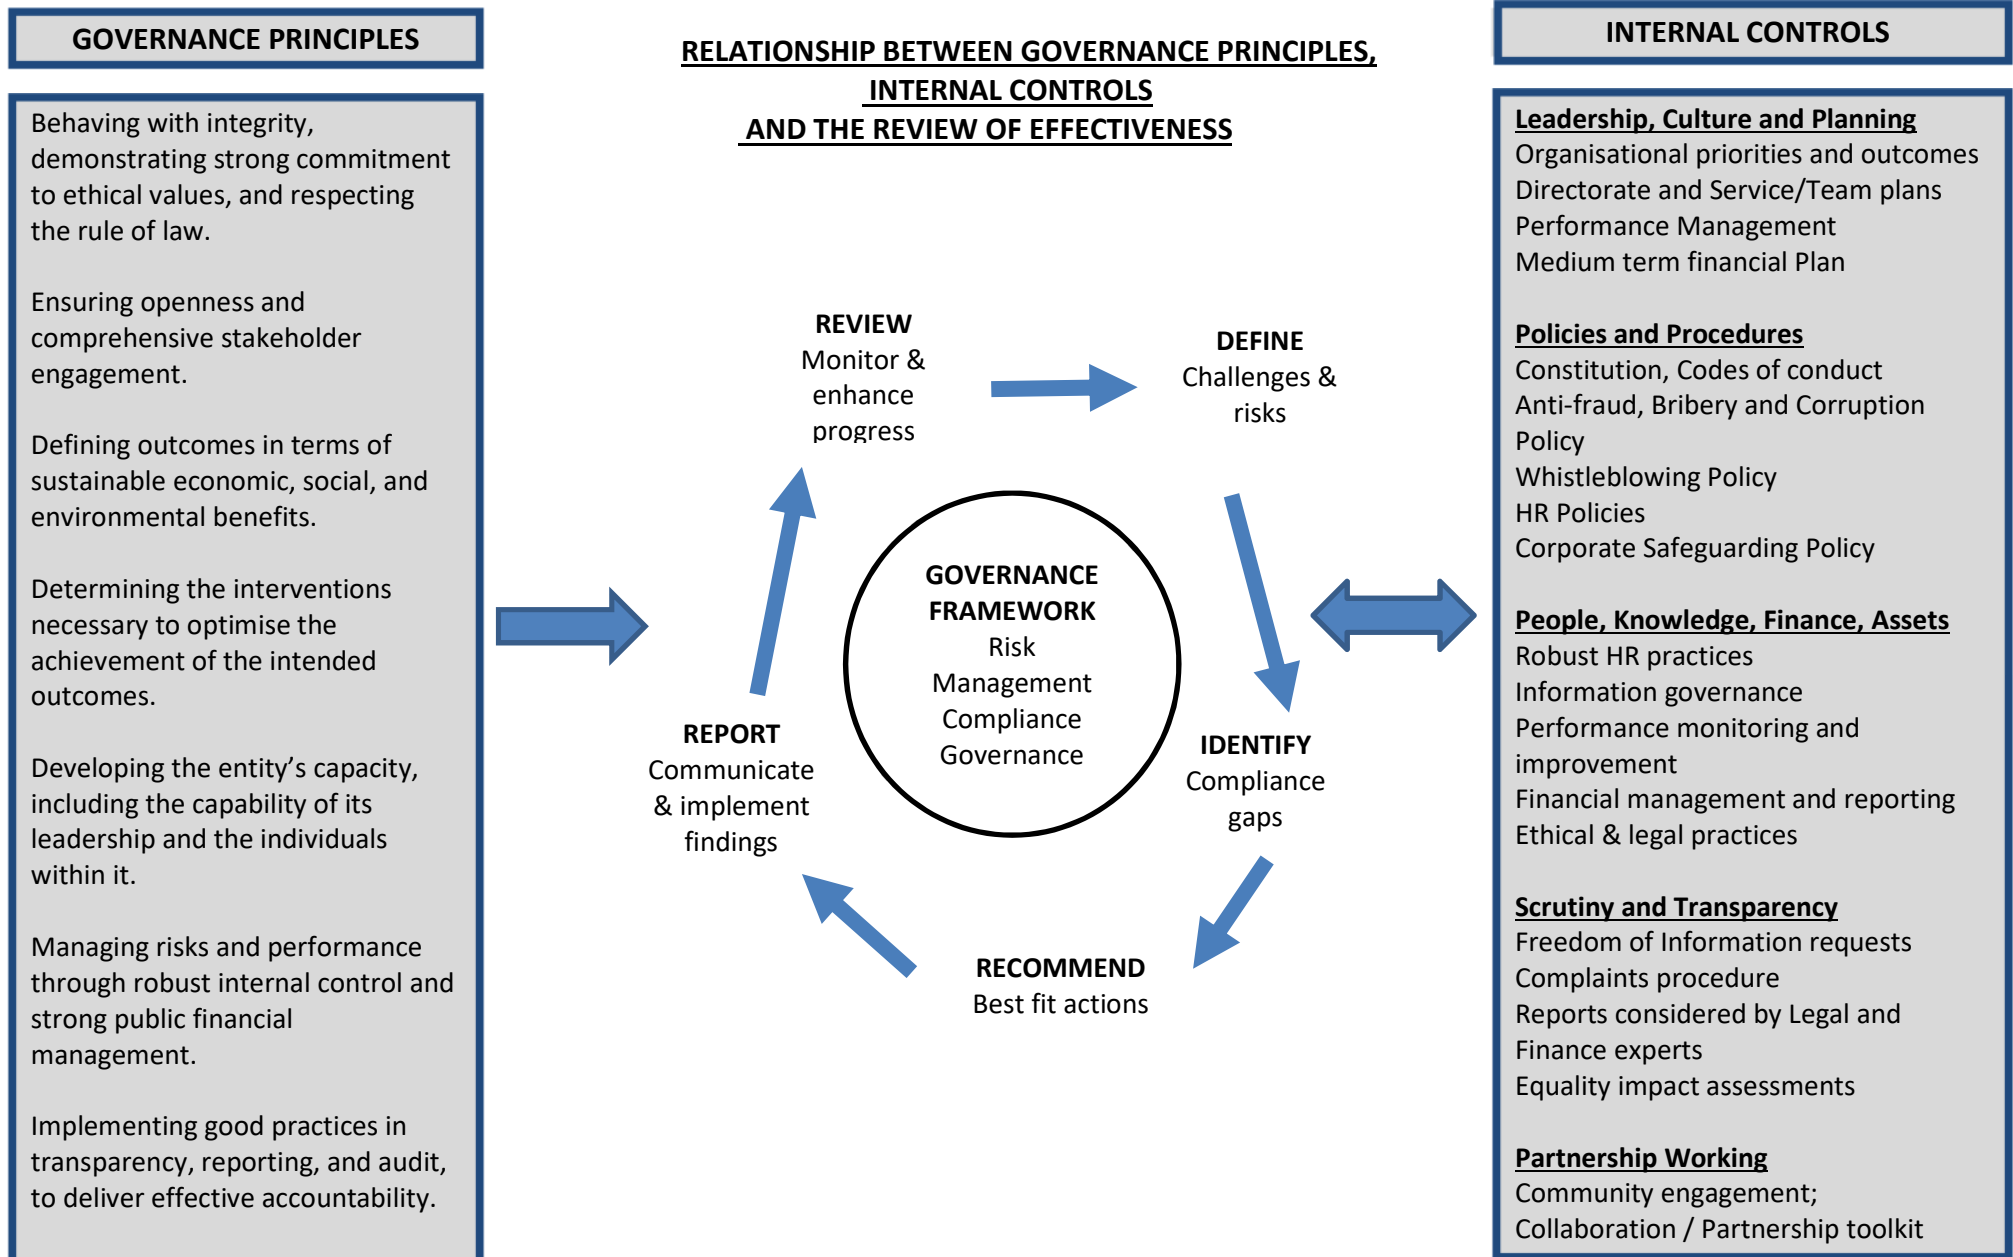 GOVERNANCE PRINCIPLES
Behaving with integrity,
demonstrating strong commitment
to ethical values, and respecting
the rule of law.
Ensuring openness and
comprehensive stakeholder
engagement.
Defining outcomes in terms of
sustainable economic, social, and
environmental benefits.
Determining the interventions
necessary to optimise the
achievement of the intended
outcomes.
Developing the entity’s capacity,
including the capability of its
leadership and the individuals
within it.
Managing risks and performance
through robust internal control and
strong public financial
management.
Implementing good practices in
transparency, reporting, and audit,
to deliver effective accountability.
RELATIONSHIP BETWEEN GOVERNANCE PRINCIPLES,
INTERNAL CONTROLS
AND THE REVIEW OF EFFECTIVENESS
REVIEW
Monitor &
enhance
progress
DEFINE
Challenges &
risks
GOVERNANCE
FRAMEWORK
Risk
Management
Compliance
Governance
REPORT
Communicate
& implement
findings
IDENTIFY
Compliance
gaps
RECOMMEND
Best fit actions
INTERNAL CONTROLS
Leadership, Culture and Planning
Organisational priorities and outcomes
Directorate and Service/Team plans
Performance Management
Medium term financial Plan
Policies and Procedures
Constitution, Codes of conduct
Anti-fraud, Bribery and Corruption
Policy
Whistleblowing Policy
HR Policies
Corporate Safeguarding Policy
People, Knowledge, Finance, Assets
Robust HR practices
Information governance
Performance monitoring and
improvement
Financial management and reporting
Ethical & legal practices
Scrutiny and Transparency
Freedom of Information requests
Complaints procedure
Reports considered by Legal and
Finance experts
Equality impact assessments
Partnership Working
Community engagement;
Collaboration / Partnership toolkit